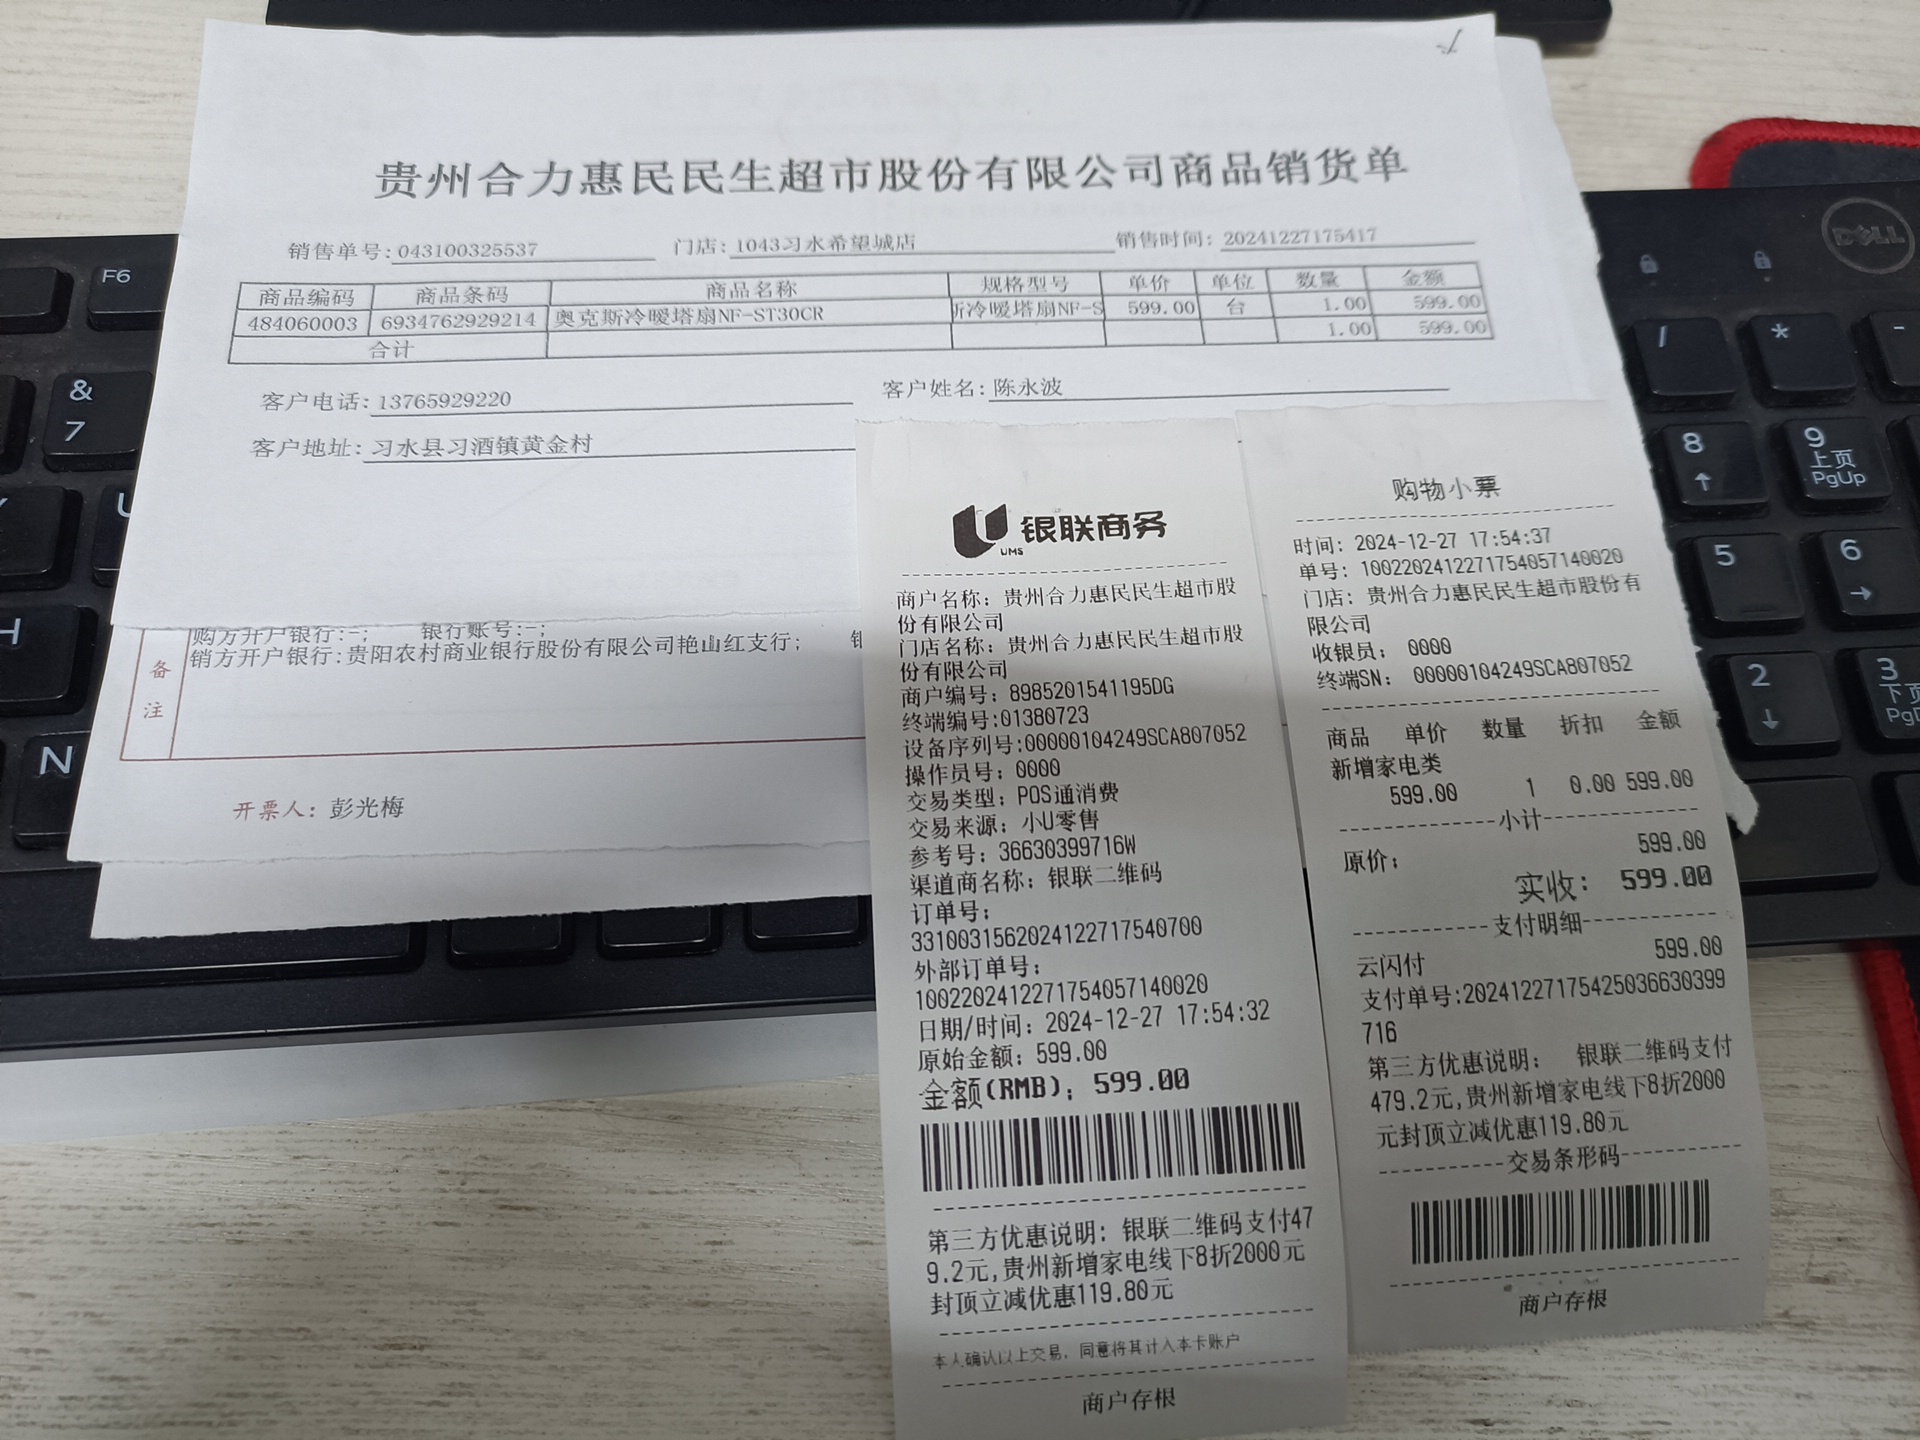 贵州合力惠民民生超市股份有限公司商品销货单
销售单号:043100325537 门店:1043习水希望城店 销售时间:20241227175417
商品编码 商品条码 商品名称 规格型号 单价 单位 数量 金额
484060003 6934762929214 奥克斯冷暖塔扇NF-ST30CR 斤冷暧塔扇NF-S 599.00 台 1.00 599.00
合计 1.00 599.00
客户电话:13765929220 客户姓名:陈永波
客户地址:习水县习酒镇黄金村
购方开户银行:-; 银行账号:-;
销方开户银行:贵阳农村商业银行股份有限公司艳山红支行;
备注
开票人:彭光梅
银联商务
UMS
商户名称:贵州合力惠民民生超市股
份有限公司
门店名称:贵州合力惠民民生超市股
份有限公司
商户编号:8985201541195DG
终端编号:01380723
设备序列号:00000104249SCA807052
操作员号:0000
交易类型:POS通消费
交易来源:小U零售
参考号:36630399716W
渠道商名称:银联二维码
订单号:
3310031562024122717540700
外部订单号:
10022024122717540571400​20
日期/时间:2024-12-27 17:54:32
原始金额:599.00
金额(RMB):599.00
第三方优惠说明:银联二维码支付47
9.2元,贵州新增家电线下8折2000元
封顶立减优惠119.80元
本人确认以上交易,同意将其计入本卡账户
商户存根
购物小票
时间:2024-12-27 17:54:37
单号:1002202412271754057140020
门店:贵州合力惠民民生超市股份有
限公司
收银员:0000
终端SN:00000104249SCA807052
商品 单价 数量 折扣 金额
新增家电类
599.00 1 0.00 599.00
小计
原价: 599.00
实收: 599.00
支付明细
云闪付 599.00
支付单号:20241227175425036630399
716
第三方优惠说明: 银联二维码支付
479.2元,贵州新增家电线下8折2000
元封顶立减优惠119.80元
交易条形码
商户存根
F6
&
7
N
DELL
/
*
-
8
9
上页
PgUp
5
6
2
3